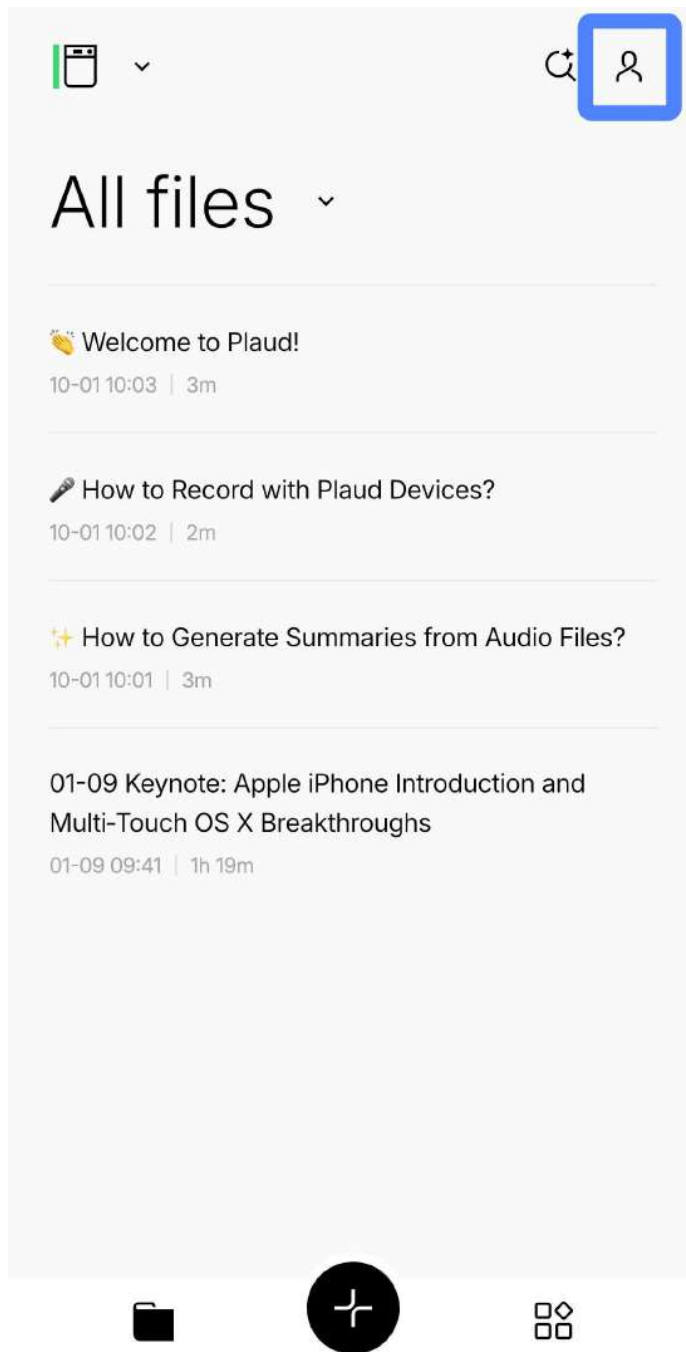 All files
👏 Welcome to Plaud!
10-01 10:03 | 3m
🎤 How to Record with Plaud Devices?
10-01 10:02 | 2m
✨ How to Generate Summaries from Audio Files?
10-01 10:01 | 3m
01-09 Keynote: Apple iPhone Introduction and
Multi-Touch OS X Breakthroughs
01-09 09:41 | 1h 19m